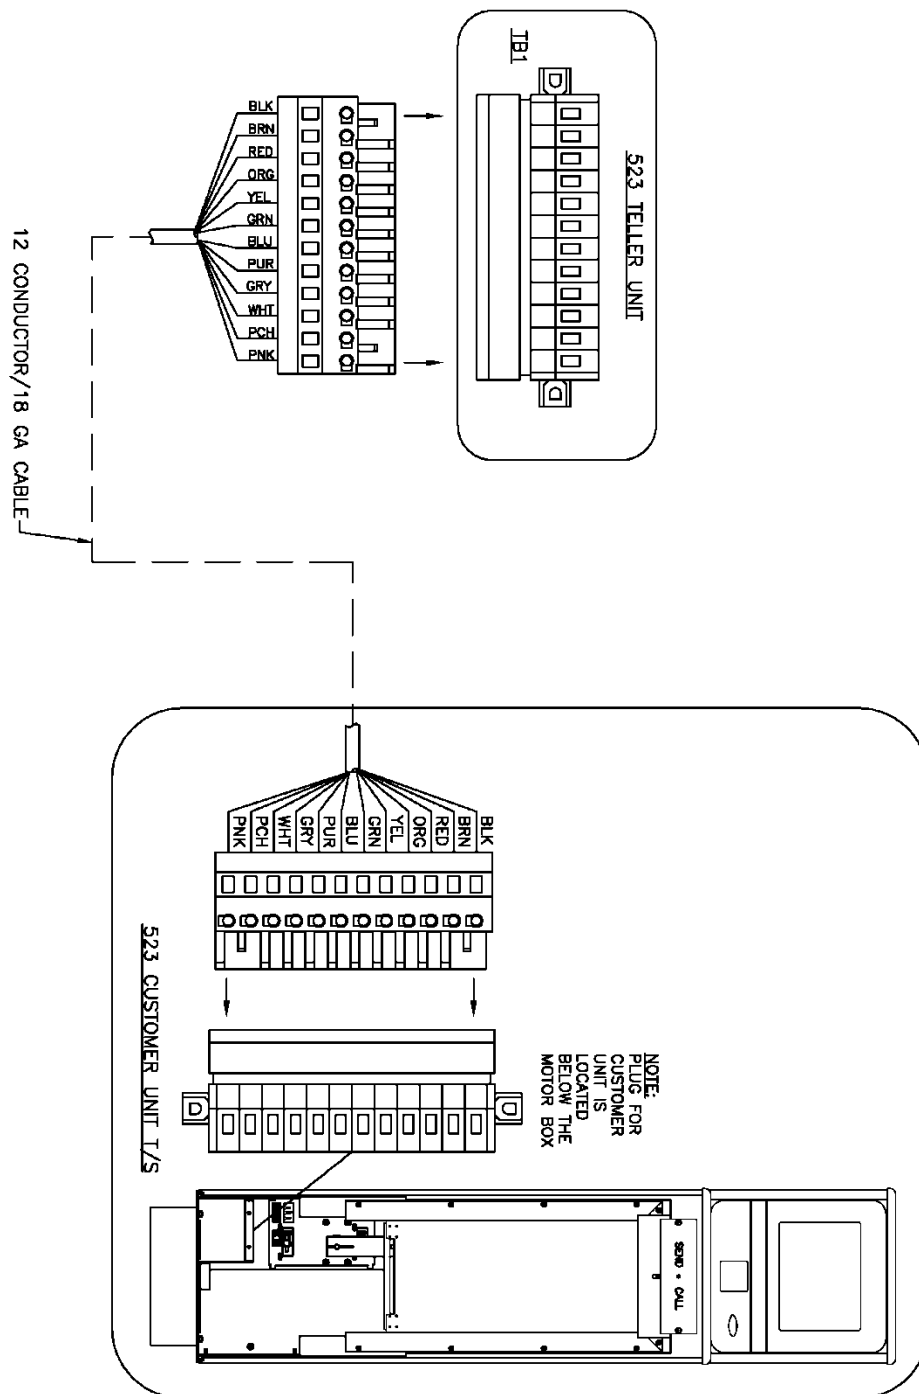 TB1
523 TELLER UNIT
BLK
BRN
RED
ORG
YEL
GRN
BLU
PUR
GRY
WHT
PCH
PNK
12 CONDUCTOR/18 GA CABLE
PNK
PCH
WHT
GRY
PUR
BLU
GRN
YEL
ORG
RED
BRN
BLK
523 CUSTOMER UNIT T/S
NOTE:
PLUG FOR
CUSTOMER
UNIT IS
LOCATED
BELOW THE
MOTOR BOX
SEND • CALL